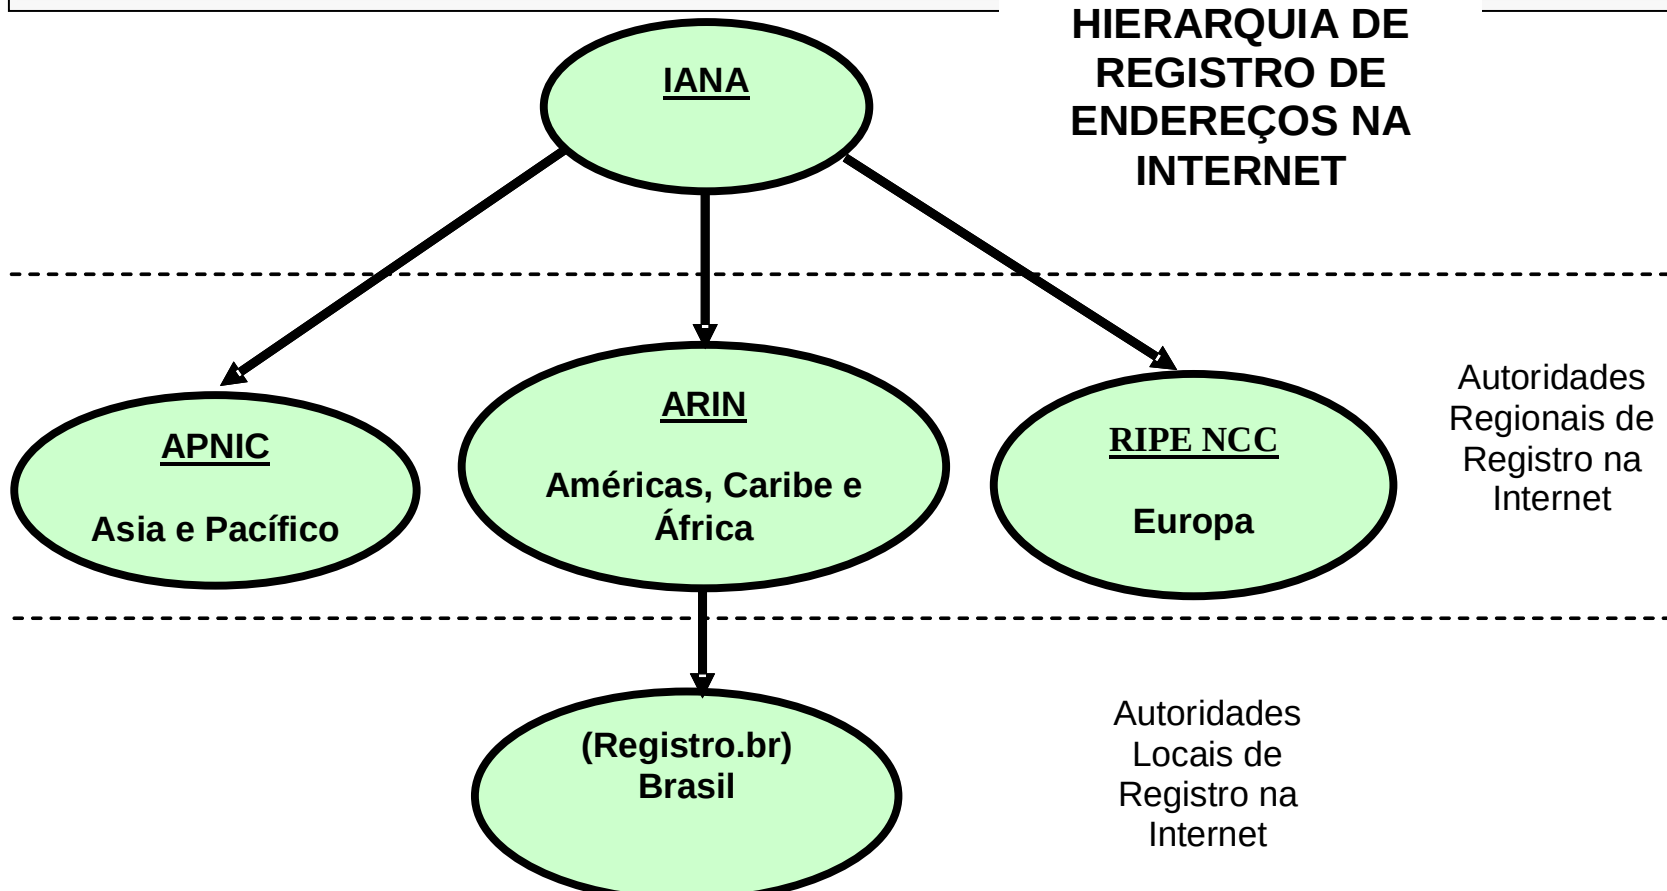 HIERARQUIA DE
REGISTRO DE
ENDEREÇOS NA
INTERNET
IANA
APNIC
Asia e Pacífico
ARIN
Américas, Caribe e
África
RIPE NCC
Europa
Autoridades
Regionais de
Registro na
Internet
(Registro.br)
Brasil
Autoridades
Locais de
Registro na
Internet